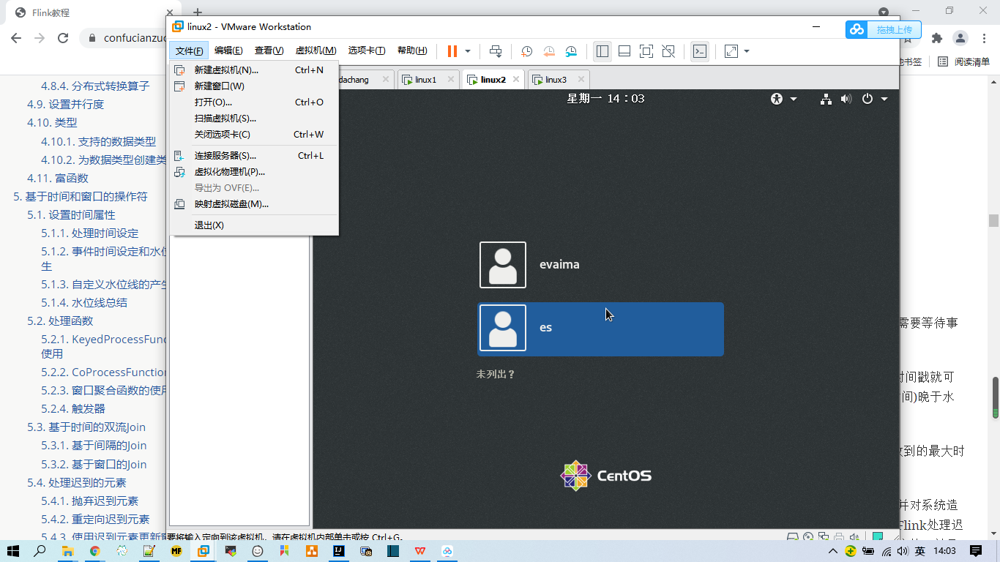 Flink教程
linux2 - VMware Workstation
拖拽上传
confucianzuo
文件(F) 编辑(E) 查看(V) 虚拟机(M) 选项卡(T) 帮助(H)
书签
阅读清单
新建虚拟机(N)... Ctrl+N
新建窗口(W)
打开(O)... Ctrl+O
扫描虚拟机(S)...
关闭选项卡(C) Ctrl+W
连接服务器(S)... Ctrl+L
虚拟化物理机(P)...
导出为 OVF(E)...
映射虚拟磁盘(M)...
退出(X)
dachang linux1 linux2 linux3
星期一 14：03
evaima
es
未列出？
CentOS
要将输入定向到该虚拟机，请在虚拟机内部单击或按 Ctrl+G。
4.8.4. 分布式转换算子
4.9. 设置并行度
4.10. 类型
4.10.1. 支持的数据类型
4.10.2. 为数据类型创建类
4.11. 富函数
5. 基于时间和窗口的操作符
5.1. 设置时间属性
5.1.1. 处理时间设定
5.1.2. 事件时间设定和水位
生
5.1.3. 自定义水位线的产生
5.1.4. 水位线总结
5.2. 处理函数
5.2.1. KeyedProcessFunc
使用
5.2.2. CoProcessFunction
5.2.3. 窗口聚合函数的使用
5.2.4. 触发器
5.3. 基于时间的双流Join
5.3.1. 基于间隔的Join
5.3.2. 基于窗口的Join
5.4. 处理迟到的元素
5.4.1. 抛弃迟到元素
5.4.2. 重定向迟到元素
5.4.3. 使用迟到元素更新窗
需要等待事
时间戳就可
间)晚于水
收到的最大时
并对系统造
Flink处理迟
英 14:03